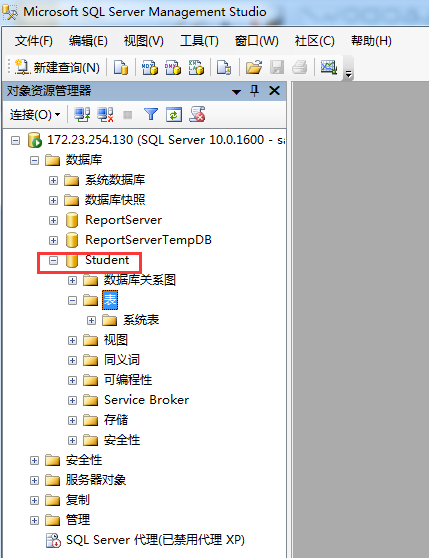 Microsoft SQL Server Management Studio
文件(F) 编辑(E) 视图(V) 工具(T) 窗口(W) 社区(C) 帮助(H)
新建查询(N)
对象资源管理器
连接(O)
172.23.254.130 (SQL Server 10.0.1600 - sa
数据库
系统数据库
数据库快照
ReportServer
ReportServerTempDB
Student
数据库关系图
表
系统表
视图
同义词
可编程性
Service Broker
存储
安全性
安全性
服务器对象
复制
管理
SQL Server 代理(已禁用代理 XP)